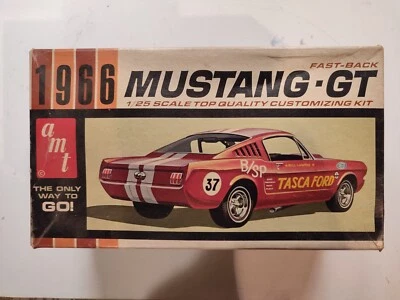 1966
FAST-BACK
MUSTANG·GT
1/25 SCALE TOP QUALITY CUSTOMIZING KIT
amt
®
THE ONLY
WAY TO
GO!
37
B/SP
TASCA FORD